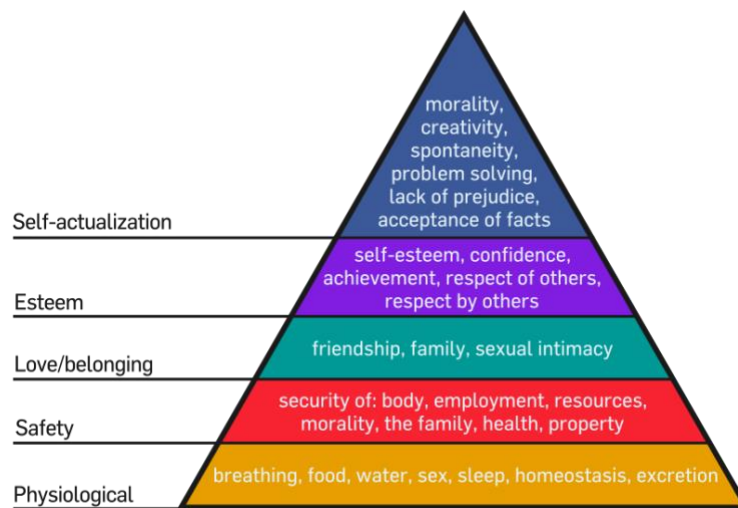 morality,
creativity,
spontaneity,
problem solving,
lack of prejudice,
acceptance of facts
Self-actualization
self-esteem, confidence,
achievement, respect of others,
respect by others
Esteem
friendship, family, sexual intimacy
Love/belonging
security of: body, employment, resources,
morality, the family, health, property
Safety
breathing, food, water, sex, sleep, homeostasis, excretion
Physiological